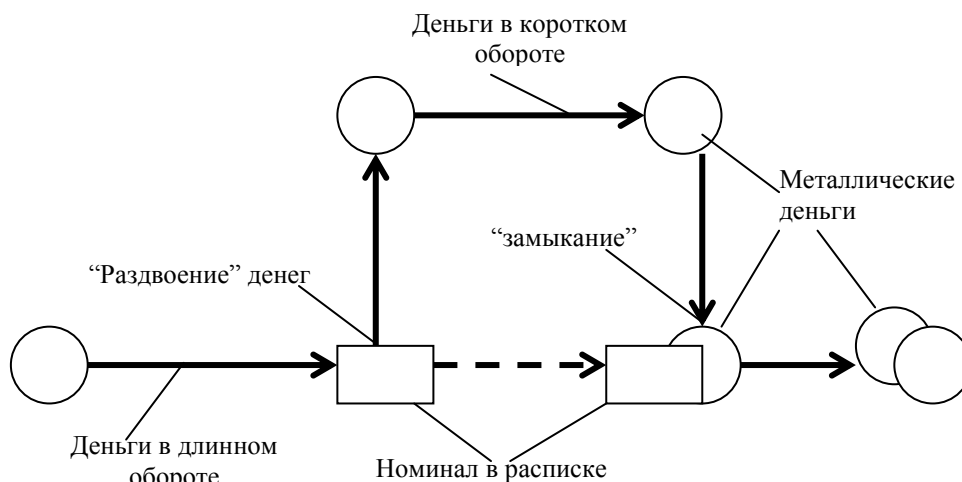 Деньги в коротком
обороте
Металлические
деньги
“замыкание”
“Раздвоение” денег
Деньги в длинном
обороте
Номинал в расписке